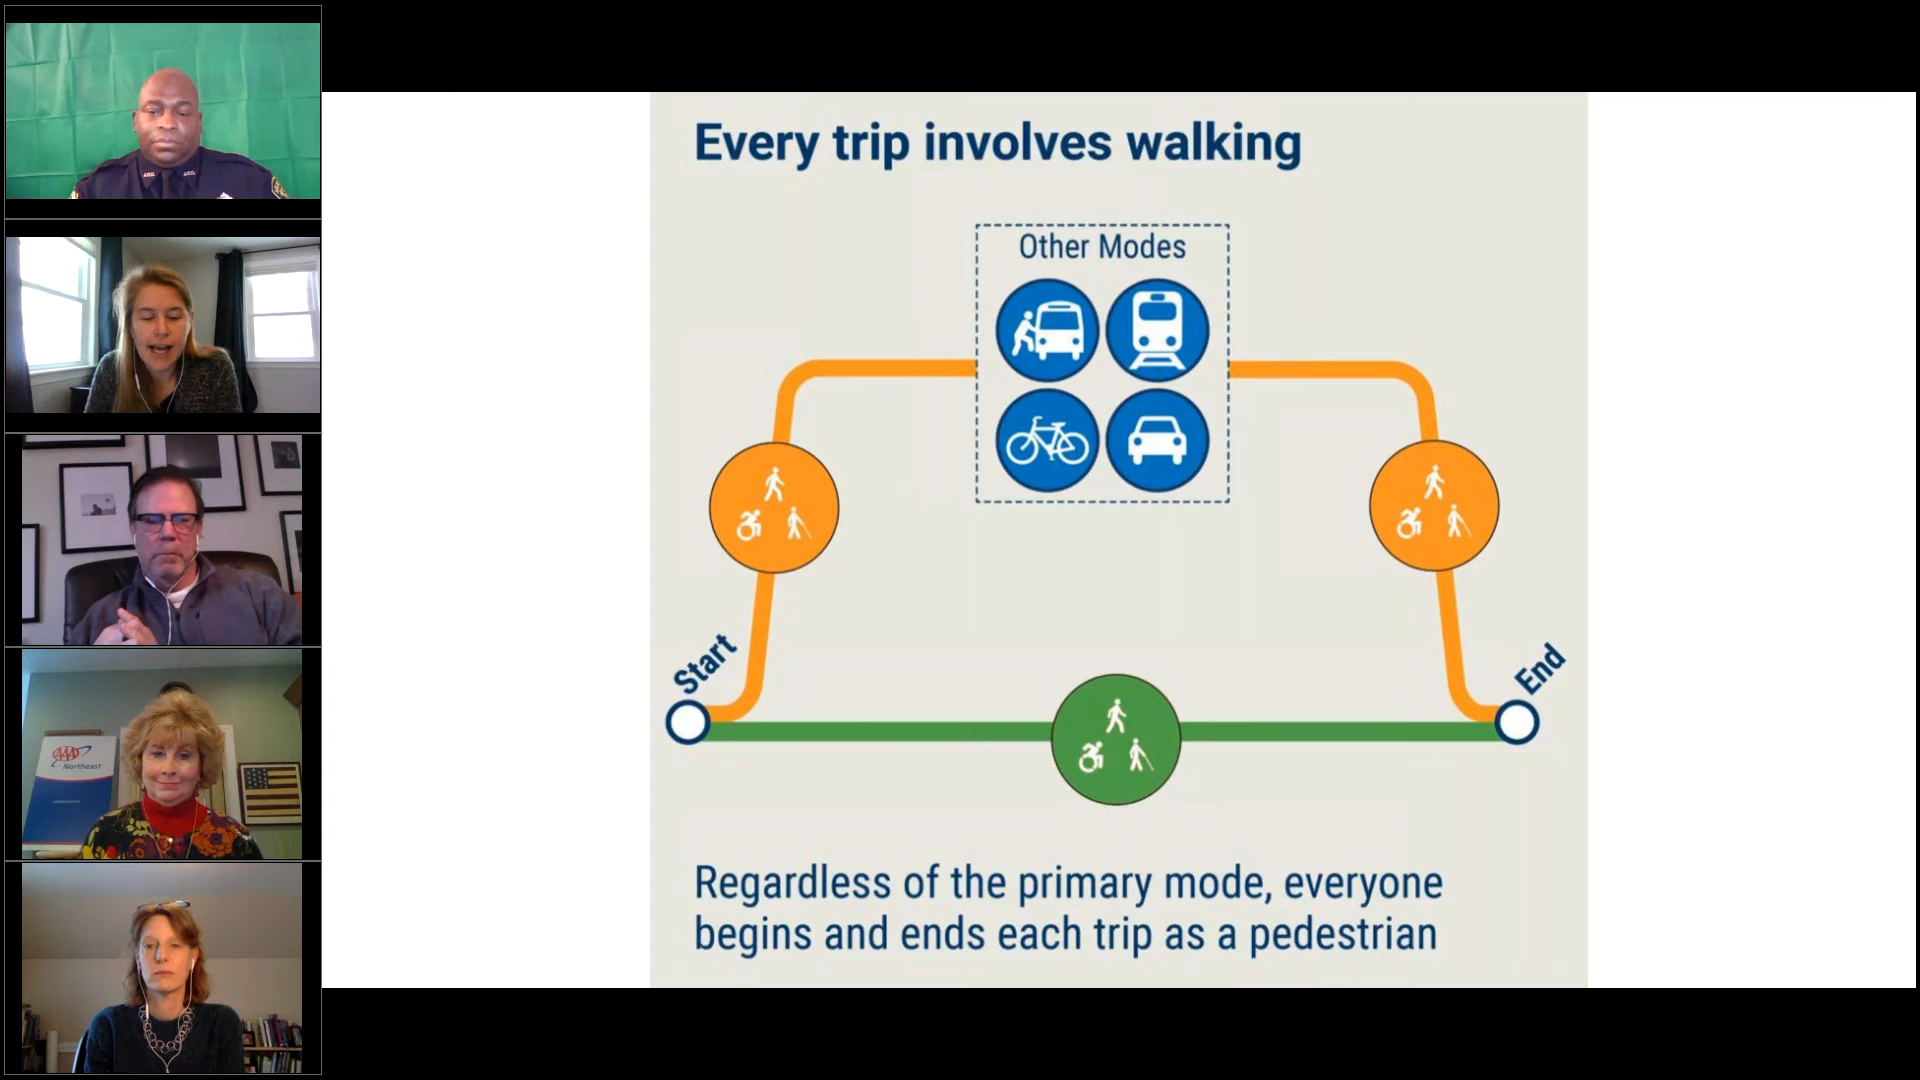 Every trip involves walking
Other Modes
Start
End
Regardless of the primary mode, everyone
begins and ends each trip as a pedestrian
AAA
Northeast